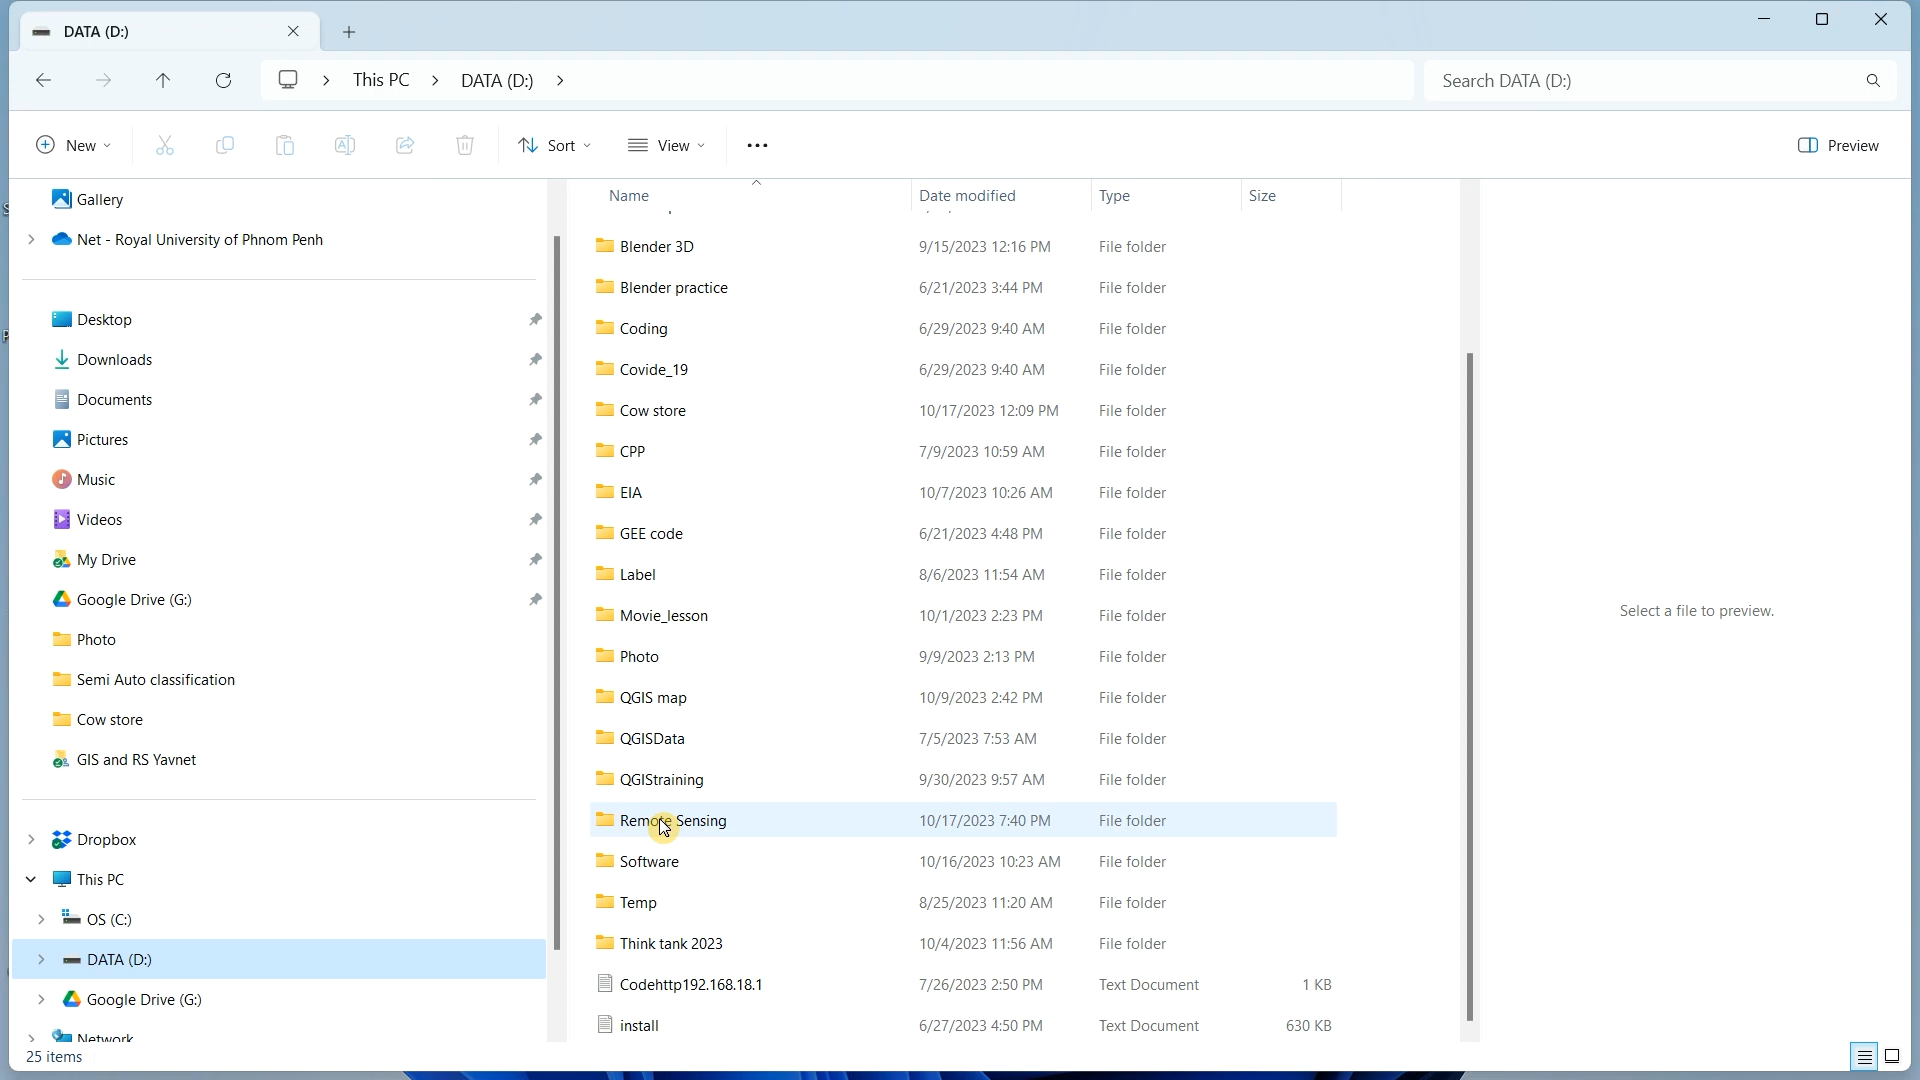 DATA (D:)
This PC DATA (D:)
Search DATA (D:)
New
Sort
View
Preview
Gallery
Net - Royal University of Phnom Penh
Desktop
Downloads
Documents
Pictures
Music
Videos
My Drive
Google Drive (G:)
Photo
Semi Auto classification
Cow store
GIS and RS Yavnet
Dropbox
This PC
OS (C:)
DATA (D:)
Google Drive (G:)
Network
25 items
Name Date modified Type Size
Blender 3D 9/15/2023 12:16 PM File folder
Blender practice 6/21/2023 3:44 PM File folder
Coding 6/29/2023 9:40 AM File folder
Covide_19 6/29/2023 9:40 AM File folder
Cow store 10/17/2023 12:09 PM File folder
CPP 7/9/2023 10:59 AM File folder
EIA 10/7/2023 10:26 AM File folder
GEE code 6/21/2023 4:48 PM File folder
Label 8/6/2023 11:54 AM File folder
Movie_lesson 10/1/2023 2:23 PM File folder
Photo 9/9/2023 2:13 PM File folder
QGIS map 10/9/2023 2:42 PM File folder
QGISData 7/5/2023 7:53 AM File folder
QGIStraining 9/30/2023 9:57 AM File folder
Remote Sensing 10/17/2023 7:40 PM File folder
Software 10/16/2023 10:23 AM File folder
Temp 8/25/2023 11:20 AM File folder
Think tank 2023 10/4/2023 11:56 AM File folder
Codehttp192.168.18.1 7/26/2023 2:50 PM Text Document 1 KB
install 6/27/2023 4:50 PM Text Document 630 KB
Select a file to preview.